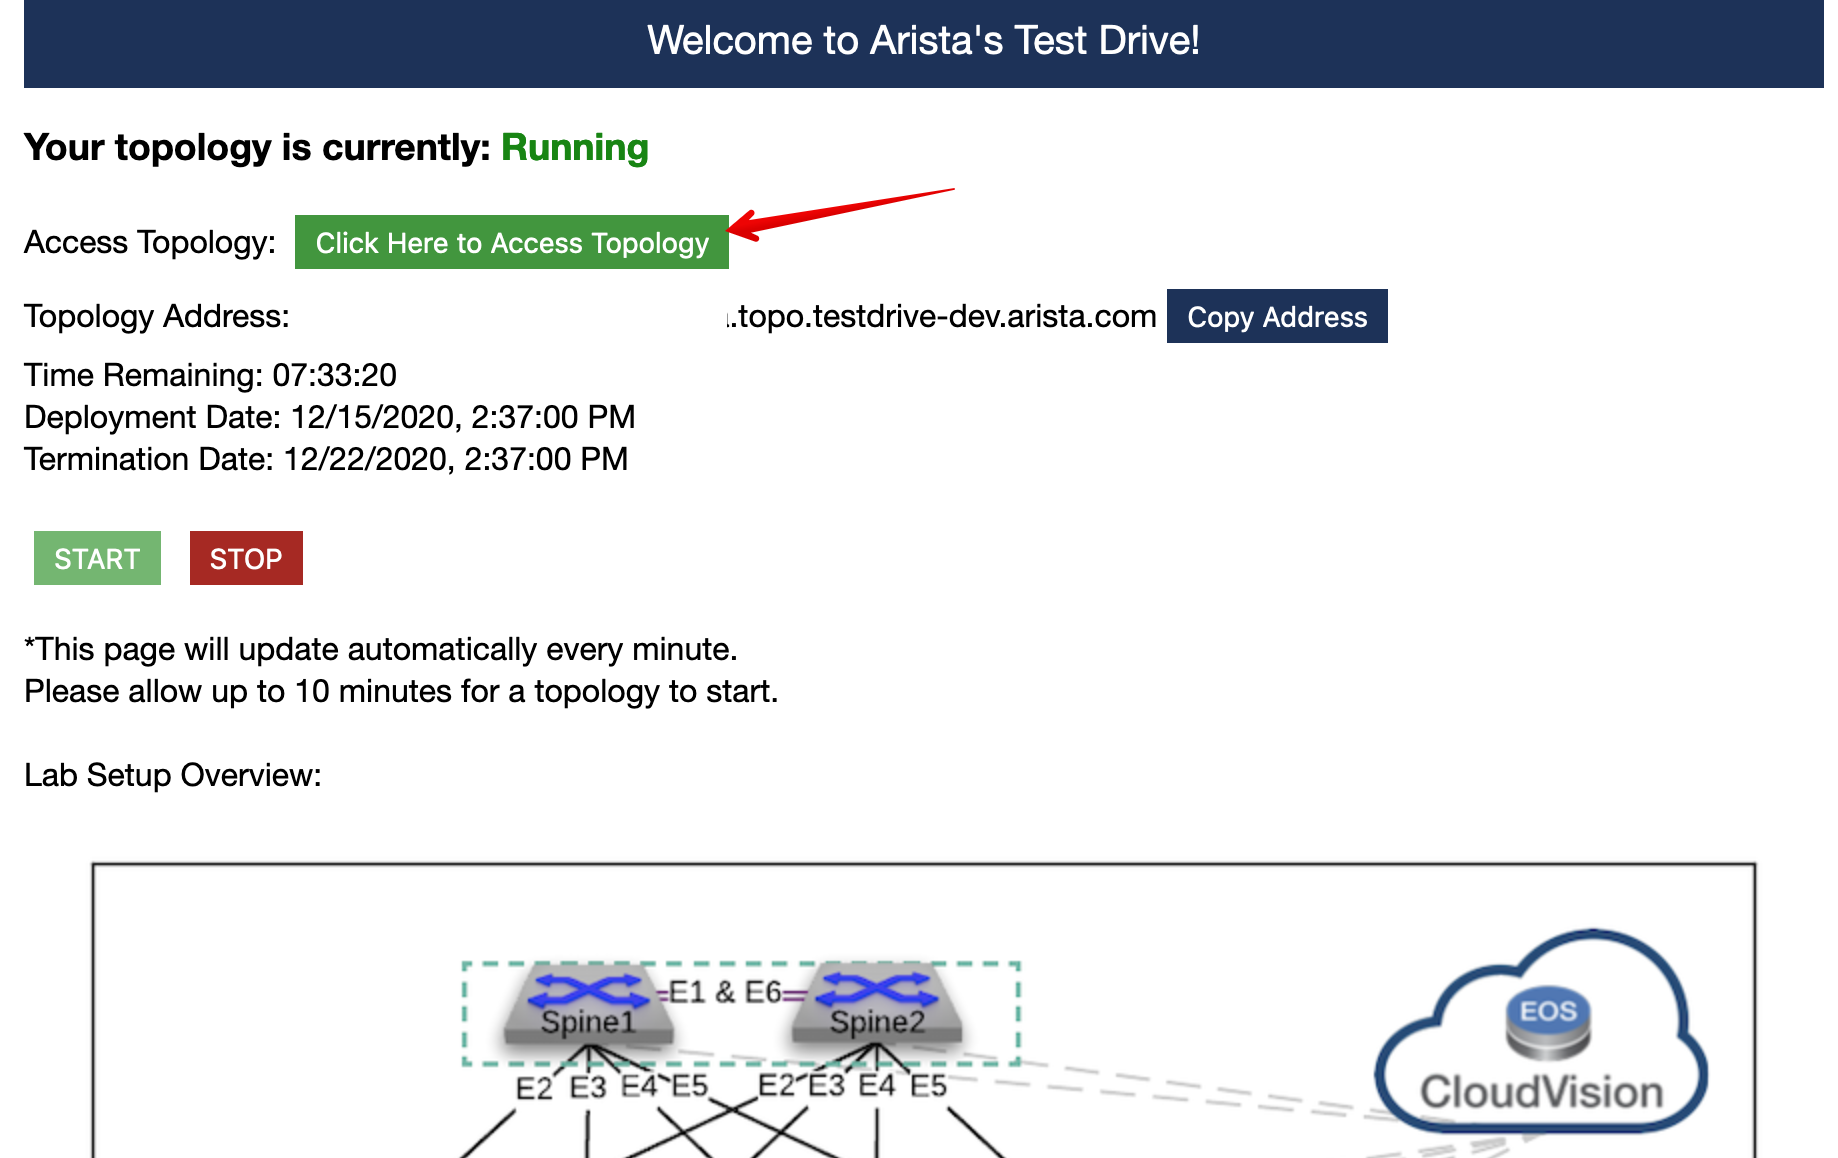 Welcome to Arista's Test Drive!
Your topology is currently: Running
Access Topology: Click Here to Access Topology
Topology Address: .topo.testdrive-dev.arista.com Copy Address
Time Remaining: 07:33:20
Deployment Date: 12/15/2020, 2:37:00 PM
Termination Date: 12/22/2020, 2:37:00 PM
START STOP
*This page will update automatically every minute.
Please allow up to 10 minutes for a topology to start.
Lab Setup Overview:
E1 & E6
Spine1 Spine2
EOS
CloudVision
E2 E3 E4 E5 E2 E3 E4 E5